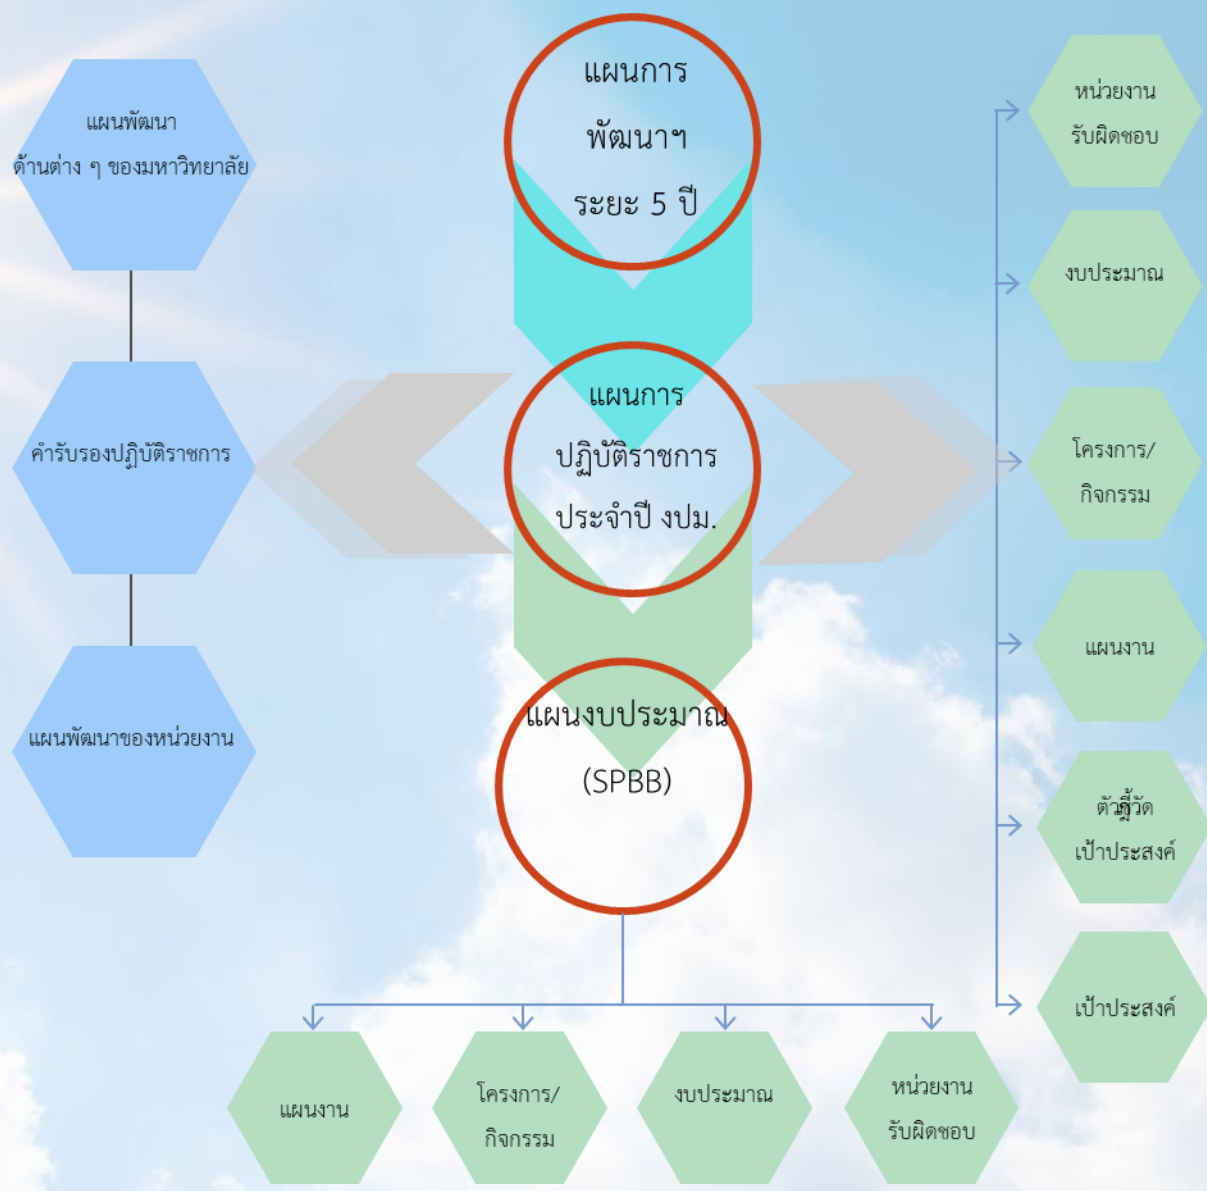 แผนการ
พัฒนาฯ
ระยะ 5 ปี
แผนพัฒนา
ด้านต่าง ๆ ของมหาวิทยาลัย
คำรับรองปฏิบัติราชการ
แผนพัฒนาของหน่วยงาน
แผนการ
ปฏิบัติราชการ
ประจำปี งปม.
แผนงบประมาณ
(SPBB)
หน่วยงาน
รับผิดชอบ
งบประมาณ
โครงการ/
กิจกรรม
แผนงาน
ตัวชี้วัด
เป้าประสงค์
เป้าประสงค์
แผนงาน
โครงการ/
กิจกรรม
งบประมาณ
หน่วยงาน
รับผิดชอบ